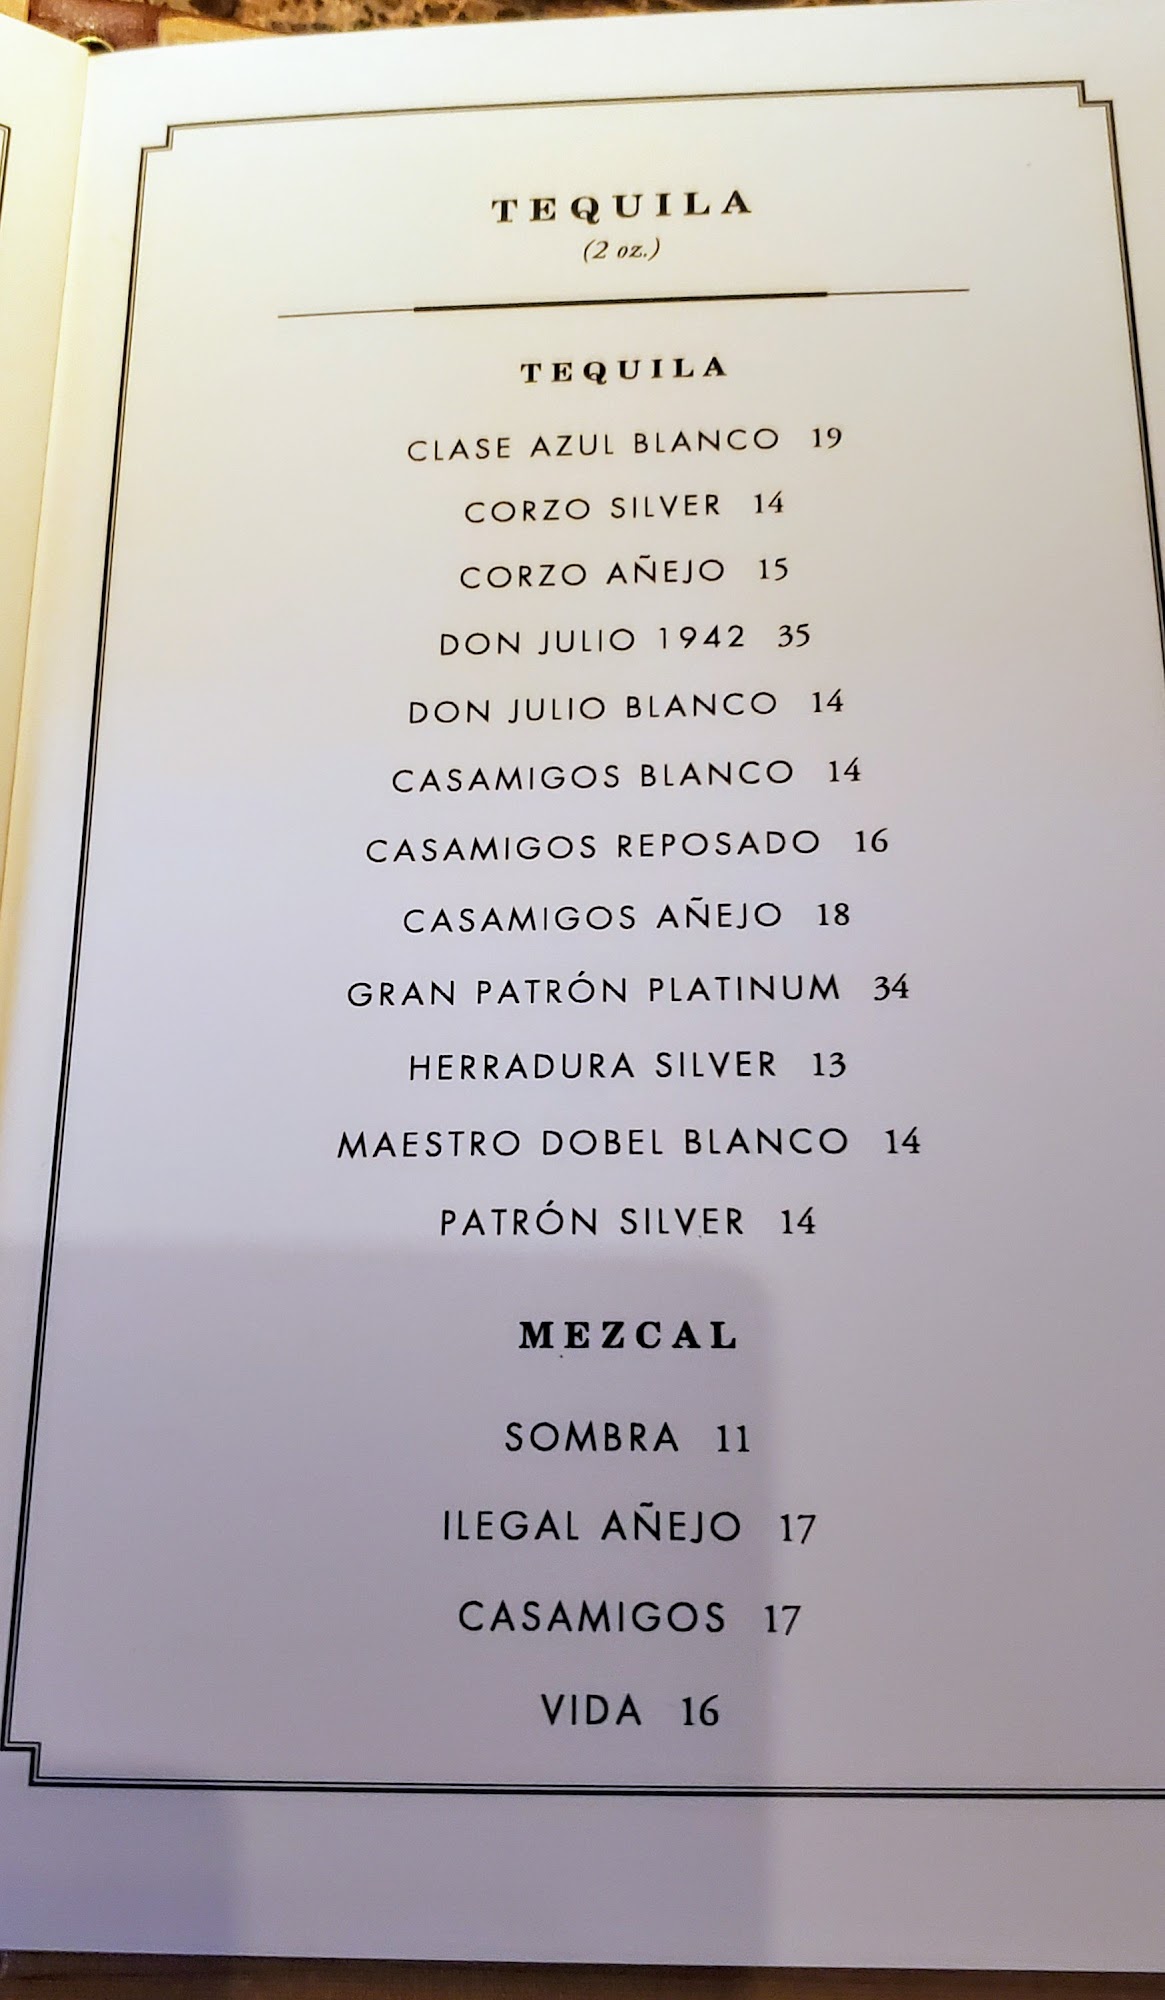 TEQUILA
(2 oz.)
TEQUILA
CLASE AZUL BLANCO 19
CORZO SILVER 14
CORZO AÑEJO 15
DON JULIO 1942 35
DON JULIO BLANCO 14
CASAMIGOS BLANCO 14
CASAMIGOS REPOSADO 16
CASAMIGOS AÑEJO 18
GRAN PATRÓN PLATINUM 34
HERRADURA SILVER 13
MAESTRO DOBEL BLANCO 14
PATRÓN SILVER 14
MEZCAL
SOMBRA 11
ILEGAL AÑEJO 17
CASAMIGOS 17
VIDA 16